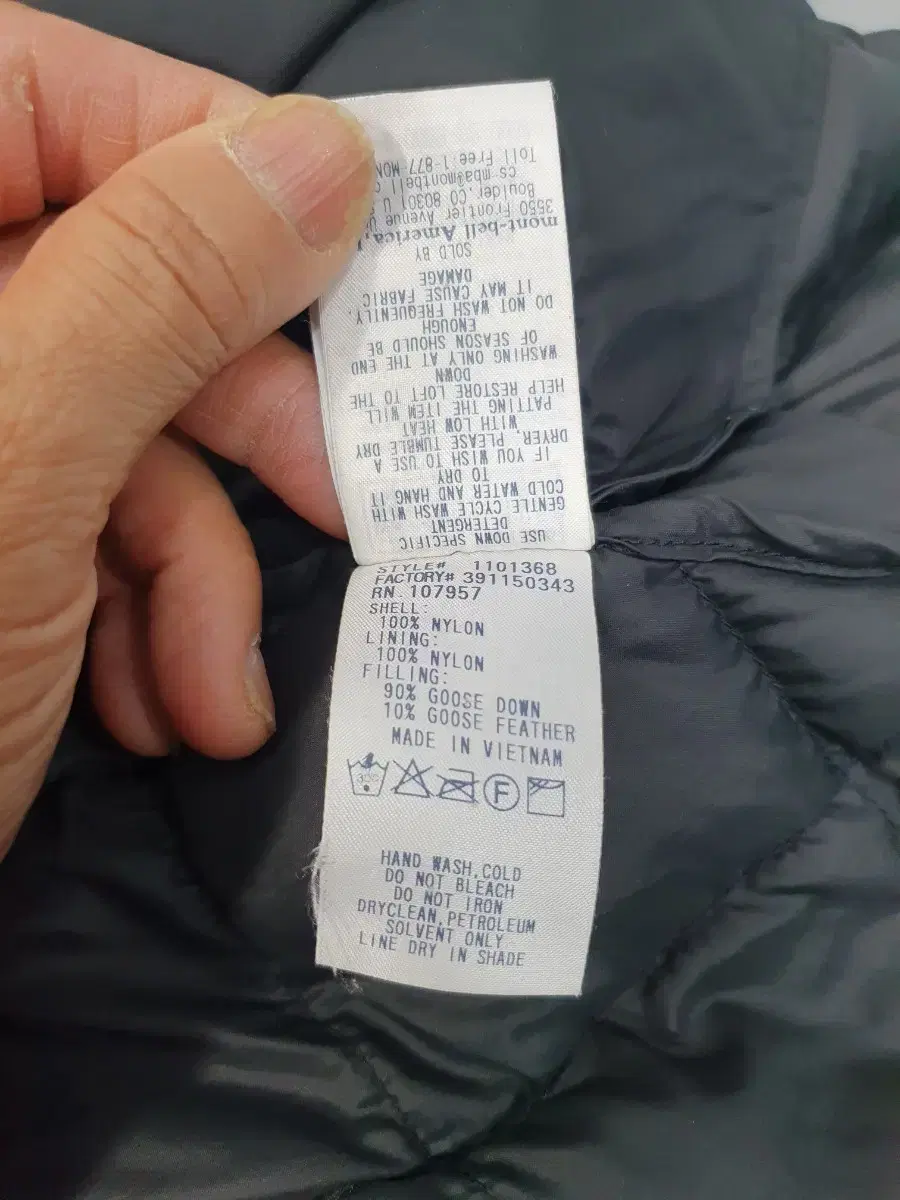 USE DOWN SPECIFIC
DETERGENT
GENTLE CYCLE WASH WITH
COLD WATER AND HANG IT
TO DRY
IF YOU WISH TO USE A
DRYER, PLEASE TUMBLE DRY
WITH LOW HEAT
PATTING THE ITEM WILL
HELP RESTORE LOFT TO THE
DOWN
WASHING ONLY AT THE END
OF SEASON SHOULD BE
ENOUGH
DO NOT WASH FREQUENTLY.
IT MAY CAUSE FABRIC
DAMAGE
SOLD BY
mont-bell America,
3550 Frontier Avenue
Boulder, CO 80301 U
cs.mba@montbell.c
Toll Free:1-877 MON
STYLE# 1101368
FACTORY# 391150343
RN.107957
SHELL:
100% NYLON
LINING:
100% NYLON
FILLING:
90% GOOSE DOWN
10% GOOSE FEATHER
MADE IN VIETNAM
30C
F
HAND WASH,COLD
DO NOT BLEACH
DO NOT IRON
DRYCLEAN,PETROLEUM
SOLVENT ONLY
LINE DRY IN SHADE